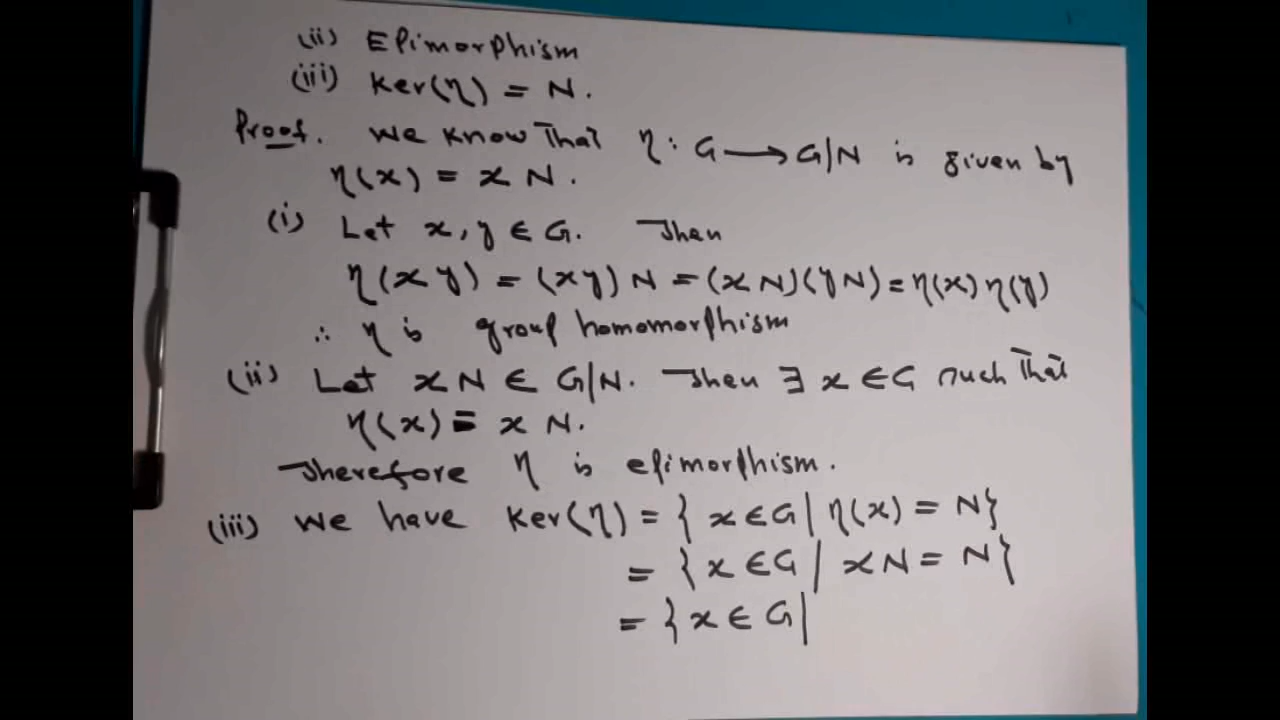 (ii) Epimorphism
(iii) Ker(η) = N.
Proof. We know that η: G ⟶ G/N is given by
η(x) = x N.
(i) Let x, y ∈ G. Then
η(x y) = (xy) N = (x N)(y N) = η(x) η(y)
∴ η is group homomorphism
(ii) Let x N ∈ G/N. Then ∃ x ∈ G such that
η(x) = x N.
Therefore η is epimorphism.
(iii) We have Ker(η) = { x ∈ G | η(x) = N}
= { x ∈ G | x N = N }
= { x ∈ G |